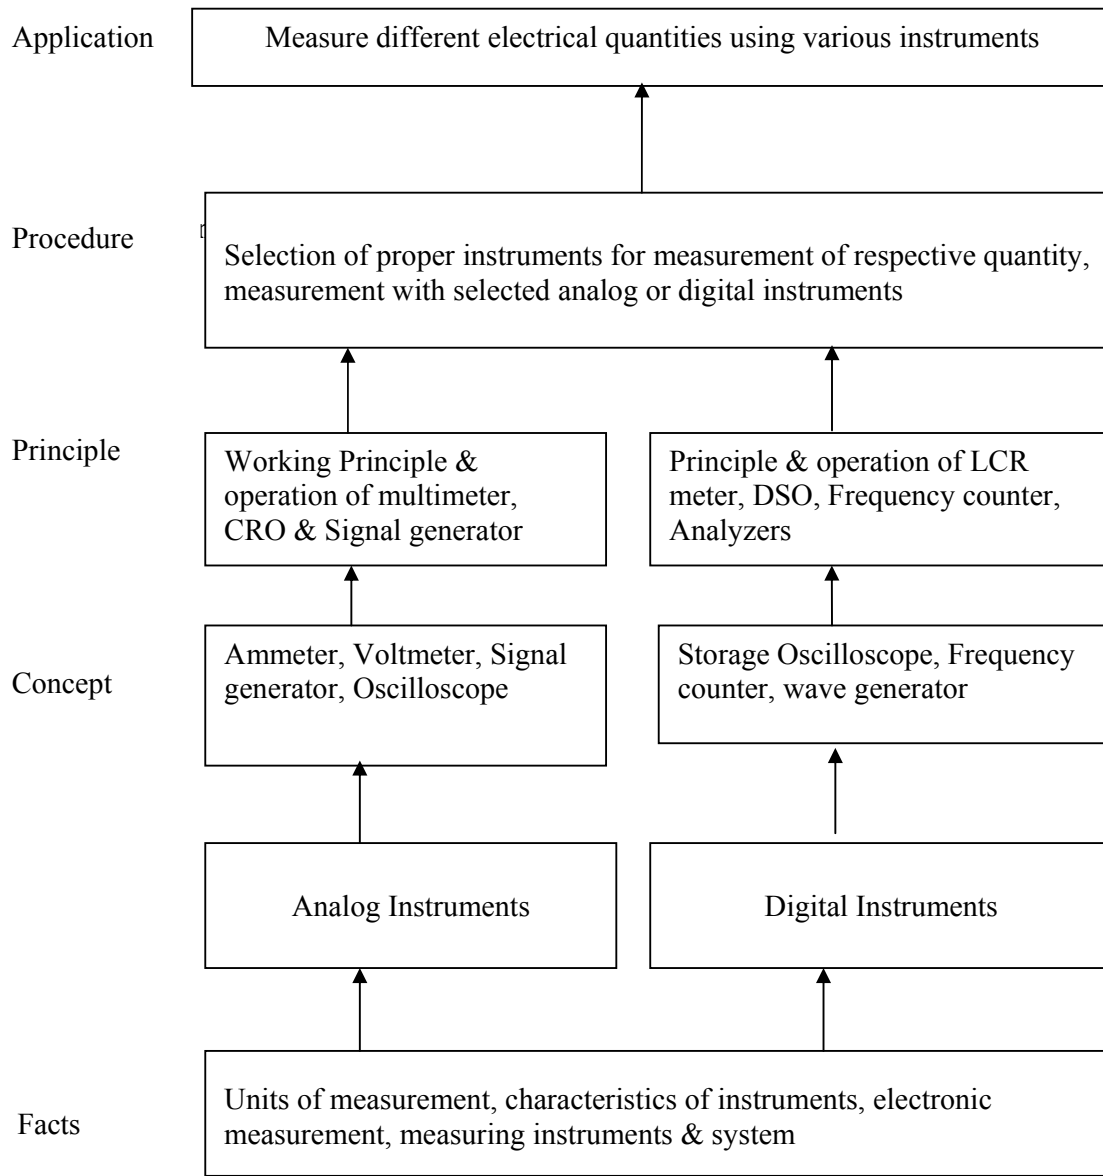 Application
Measure different electrical quantities using various instruments
Procedure
Selection of proper instruments for measurement of respective quantity,
measurement with selected analog or digital instruments
Principle
Working Principle &
operation of multimeter,
CRO & Signal generator
Principle & operation of LCR
meter, DSO, Frequency counter,
Analyzers
Concept
Ammeter, Voltmeter, Signal
generator, Oscilloscope
Storage Oscilloscope, Frequency
counter, wave generator
Analog Instruments
Digital Instruments
Facts
Units of measurement, characteristics of instruments, electronic
measurement, measuring instruments & system